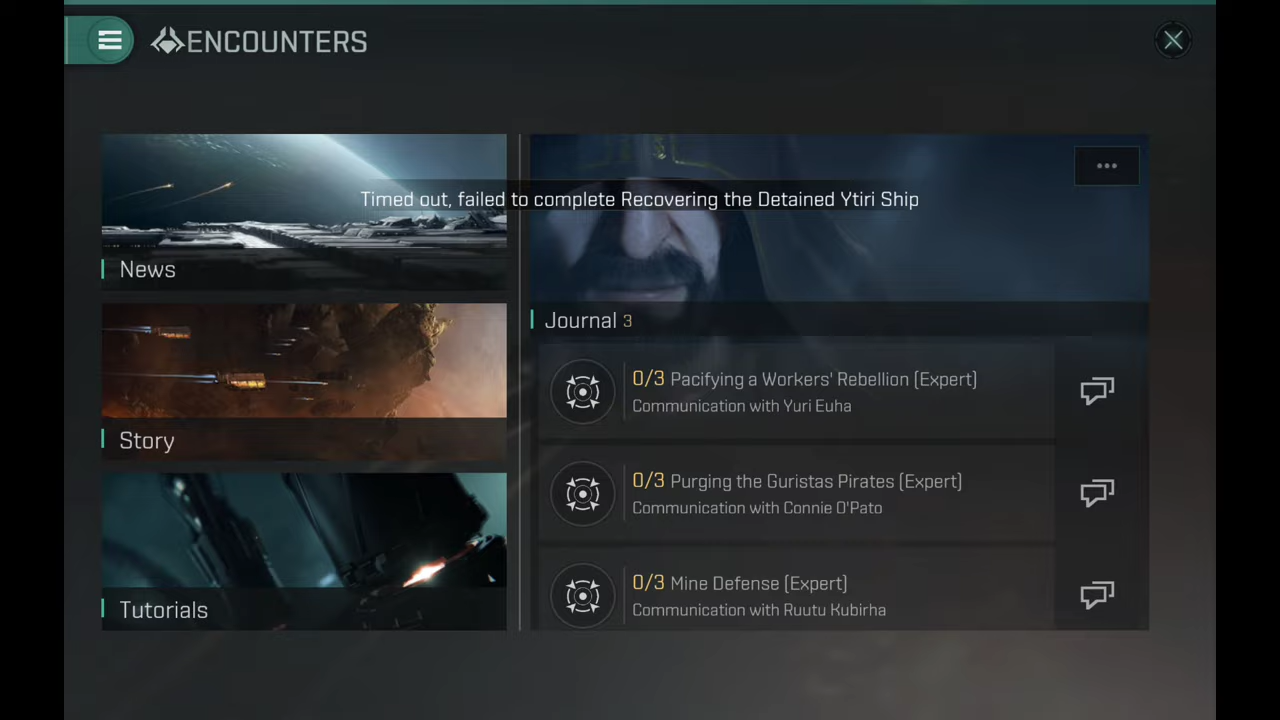 ENCOUNTERS
Timed out, failed to complete Recovering the Detained Ytiri Ship
News
Story
Tutorials
Journal 3
0/3 Pacifying a Workers' Rebellion (Expert)
Communication with Yuri Euha
0/3 Purging the Guristas Pirates (Expert)
Communication with Connie O'Pato
0/3 Mine Defense (Expert)
Communication with Ruutu Kubirha